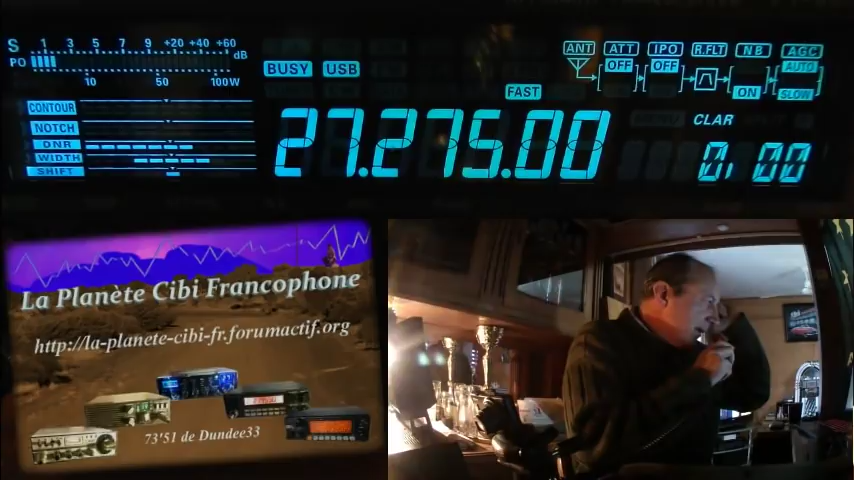 S 1 3 5 7 9 +20 +40 +60 dB
PO 10 50 100W
BUSY USB
ANT ATT IPO R.FLT NB AGC
OFF OFF AUTO
ON SLOW
FAST
CONTOUR
NOTCH
DNR
WIDTH
SHIFT
27.275.00
CLAR
0.00
La Planète Cibi Francophone
http://la-planete-cibi-fr.forumactif.org
73'51 de Dundee33